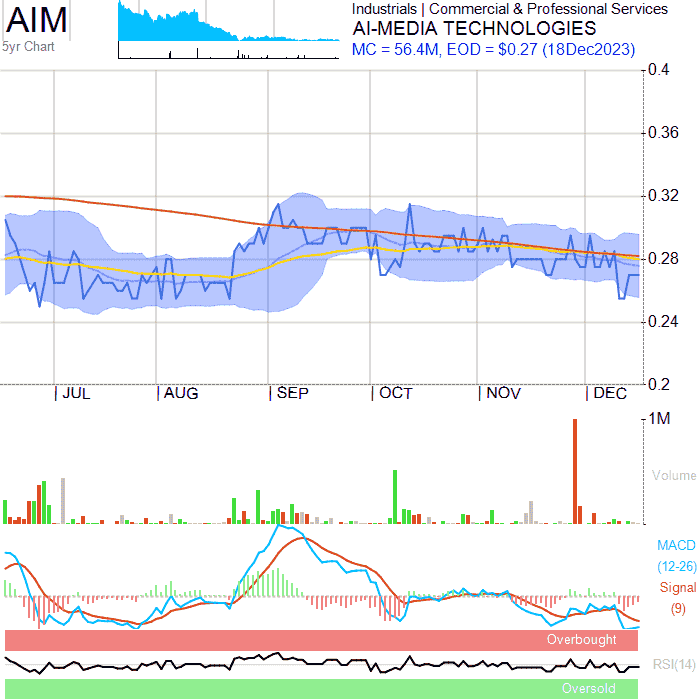 AIM
5yr Chart
Industrials | Commercial & Professional Services
AI-MEDIA TECHNOLOGIES
MC = 56.4M, EOD = $0.27 (18Dec2023)
0.4
0.36
0.32
0.28
0.24
0.2
JUL AUG SEP OCT NOV DEC
1M
Volume
MACD
(12-26)
Signal
(9)
Overbought
RSI(14)
Oversold